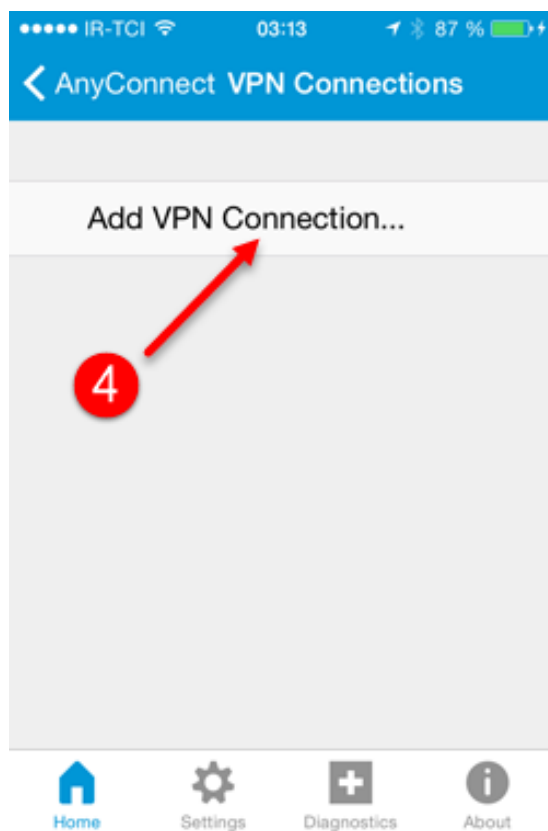 IR-TCI 03:13 87 %
AnyConnect VPN Connections
Add VPN Connection...
4
Home Settings Diagnostics About